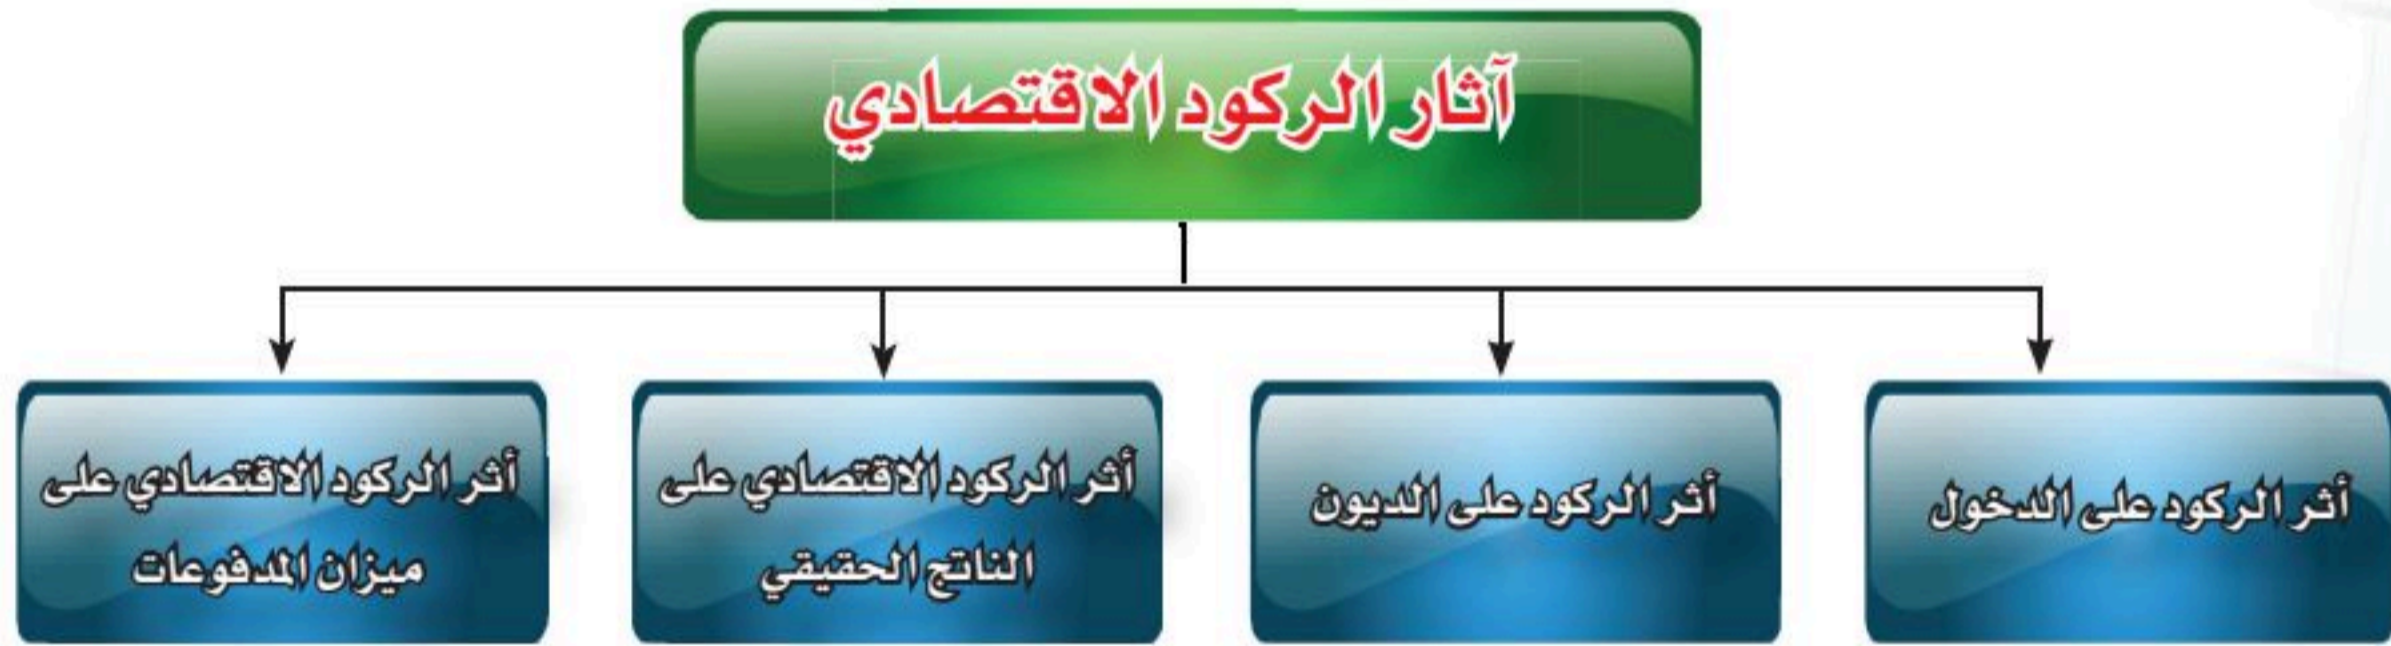 آثار الركود الاقتصادي
أثر الركود على الدخول
أثر الركود على الديون
أثر الركود الاقتصادي على
الناتج الحقيقي
أثر الركود الاقتصادي على
ميزان المدفوعات